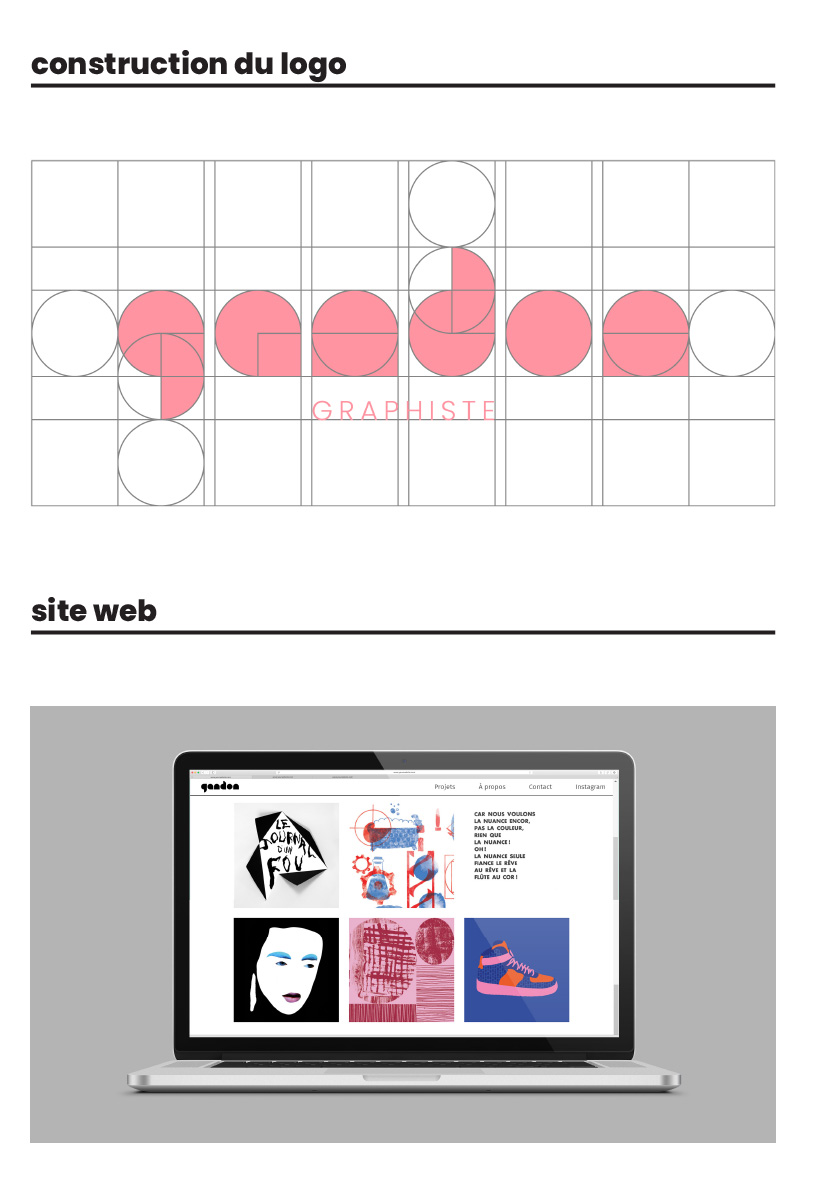 construction du logo
GRAPHISTE
site web
gandon
Projets
À propos
Contact
Instagram
LE
JOURNAL
D'UN
FOU
CAR NOUS VOULONS
LA NUANCE ENCOR,
PAS LA COULEUR,
RIEN QUE
LA NUANCE !
OH !
LA NUANCE SEULE
FIANCE LE RÊVE
AU RÊVE ET LA
FLÛTE AU COR !